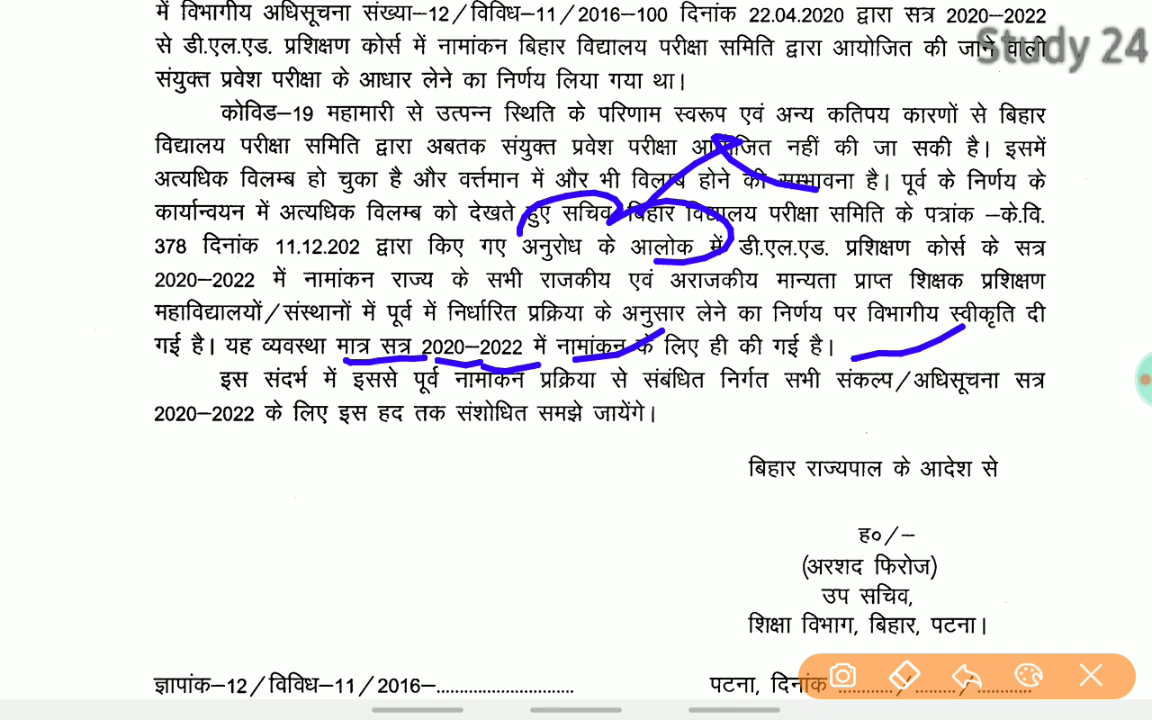 में विभागीय अधिसूचना संख्या–12/विविध–11/2016–100 दिनांक 22.04.2020 द्वारा सत्र 2020–2022
Study 24
से डी.एल.एड. प्रशिक्षण कोर्स में नामांकन बिहार विद्यालय परीक्षा समिति द्वारा आयोजित की जाने वाली
संयुक्त प्रवेश परीक्षा के आधार लेने का निर्णय लिया गया था।
कोविड–19 महामारी से उत्पन्न स्थिति के परिणाम स्वरूप एवं अन्य कतिपय कारणों से बिहार
विद्यालय परीक्षा समिति द्वारा अबतक संयुक्त प्रवेश परीक्षा आयोजित नहीं की जा सकी है। इसमें
अत्यधिक विलम्ब हो चुका है और वर्त्तमान में और भी विलम्ब होने की सम्भावना है। पूर्व के निर्णय के
कार्यान्वयन में अत्यधिक विलम्ब को देखते हुए सचिव बिहार विद्यालय परीक्षा समिति के पत्रांक –के.वि.
378 दिनांक 11.12.202 द्वारा किए गए अनुरोध के आलोक में डी.एल.एड. प्रशिक्षण कोर्स के सत्र
2020–2022 में नामांकन राज्य के सभी राजकीय एवं अराजकीय मान्यता प्राप्त शिक्षक प्रशिक्षण
महाविद्यालयों/संस्थानों में पूर्व में निर्धारित प्रक्रिया के अनुसार लेने का निर्णय पर विभागीय स्वीकृति दी
गई है। यह व्यवस्था मात्र सत्र 2020–2022 में नामांकन के लिए ही की गई है।
इस संदर्भ में इससे पूर्व नामांकन प्रक्रिया से संबंधित निर्गत सभी संकल्प/अधिसूचना सत्र
2020–2022 के लिए इस हद तक संशोधित समझे जायेंगे।
बिहार राज्यपाल के आदेश से
ह०/–
(अरशद फिरोज)
उप सचिव,
शिक्षा विभाग, बिहार, पटना।
ज्ञापांक–12/विविध–11/2016–............................ पटना, दिनांक ............/........./............